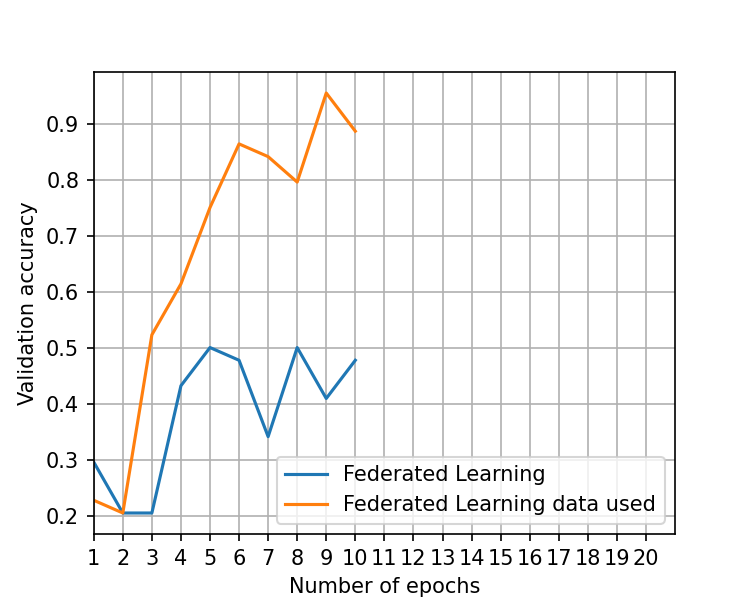 0.9
0.8
0.7
0.6
0.5
0.4
0.3
0.2
Validation accuracy
Federated Learning
Federated Learning data used
1 2 3 4 5 6 7 8 9 10 11 12 13 14 15 16 17 18 19 20
Number of epochs